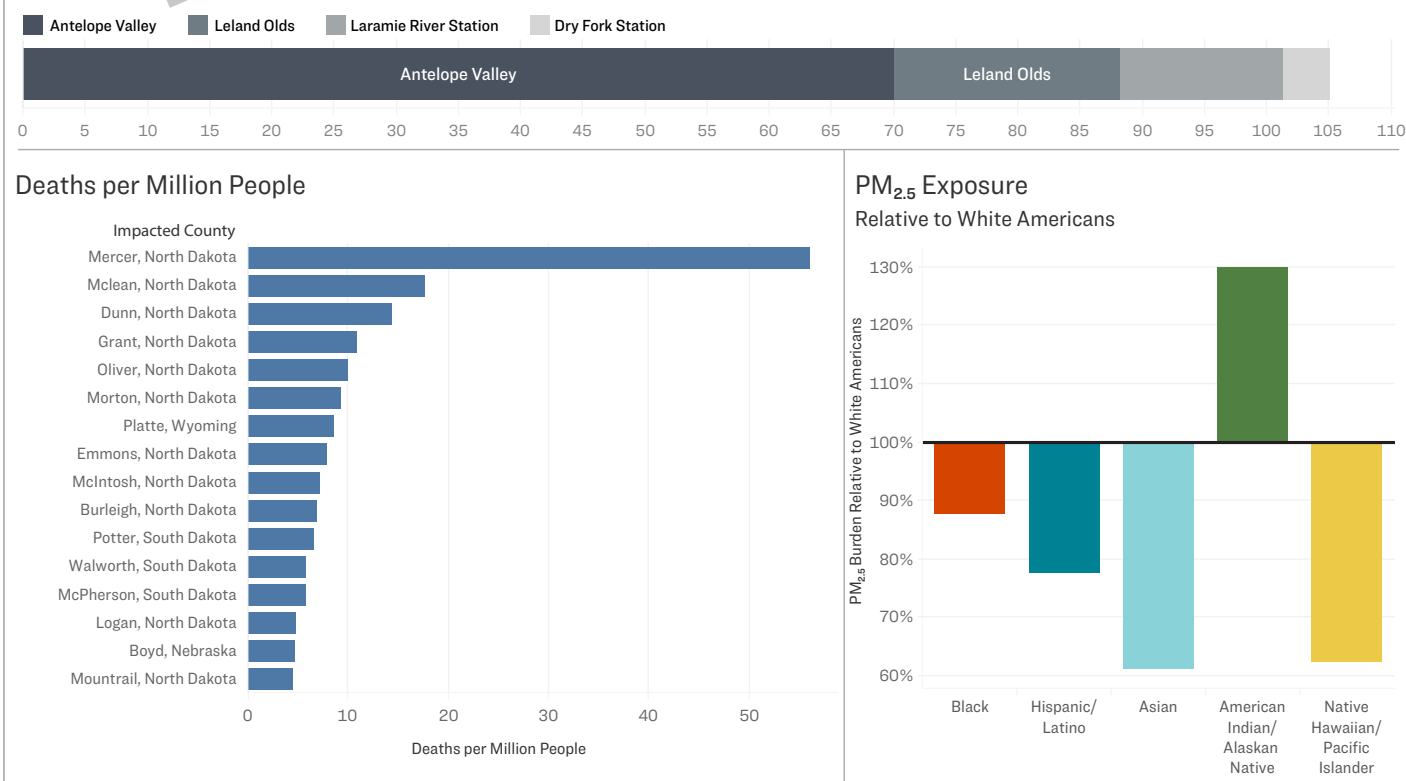 Antelope Valley Leland Olds Laramie River Station Dry Fork Station
Antelope Valley Leland Olds
0 5 10 15 20 25 30 35 40 45 50 55 60 65 70 75 80 85 90 95 100 105 110
Deaths per Million People
Impacted County
Mercer, North Dakota
Mclean, North Dakota
Dunn, North Dakota
Grant, North Dakota
Oliver, North Dakota
Morton, North Dakota
Platte, Wyoming
Emmons, North Dakota
McIntosh, North Dakota
Burleigh, North Dakota
Potter, South Dakota
Walworth, South Dakota
McPherson, South Dakota
Logan, North Dakota
Boyd, Nebraska
Mountrail, North Dakota
0 10 20 30 40 50
Deaths per Million People
PM2.5 Exposure
Relative to White Americans
PM2.5 Burden Relative to White Americans
130%
120%
110%
100%
90%
80%
70%
60%
Black
Hispanic/
Latino
Asian
American
Indian/
Alaskan
Native
Native
Hawaiian/
Pacific
Islander